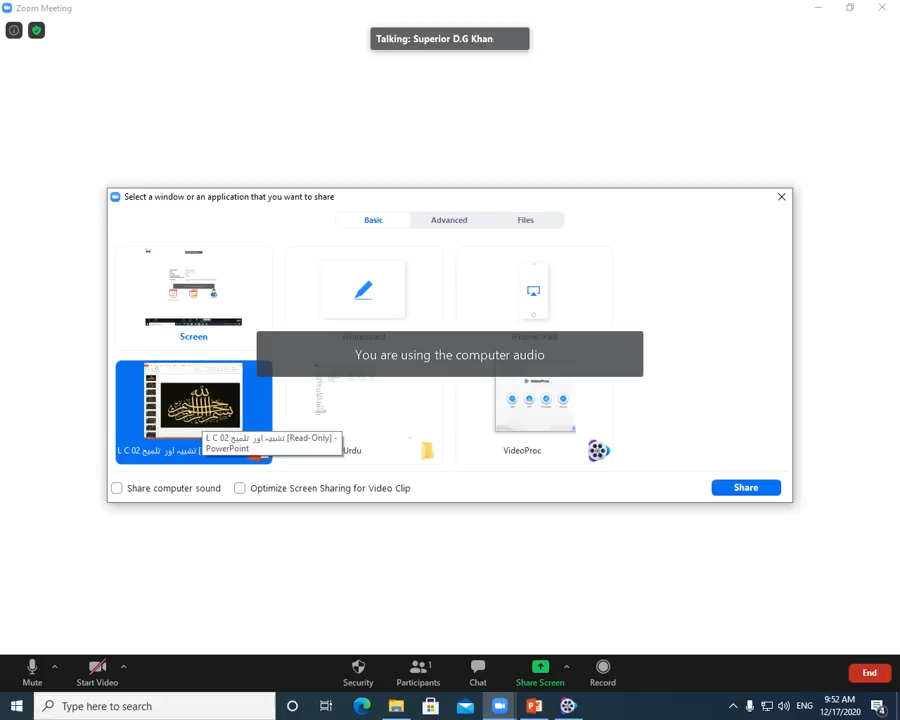 Zoom Meeting
Talking: Superior D.G Khan
Select a window or an application that you want to share
Basic
Advanced
Files
Screen
You are using the computer audio
L C 02 تشبیہ اور تلمیح [
L C 02 تشبیہ اور تلمیح [Read-Only] -
PowerPoint
Urdu
VideoProc.
VideoProc
Share computer sound
Optimize Screen Sharing for Video Clip
Share
Mute
Start Video
Security
Participants
1
Chat
Share Screen
Record
End
Type here to search
ENG
9:52 AM
12/17/2020
4